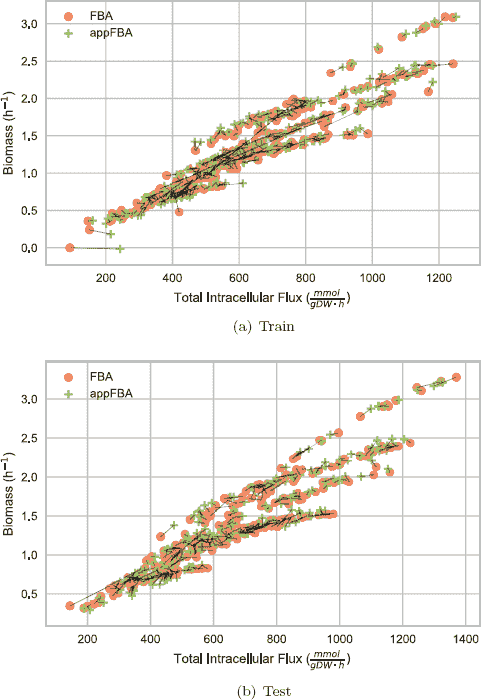 FBA
appFBA
3,0
2,5
2,0
1,5
1,0
0,5
0,0
Biomass (h⁻¹)
200 400 600 800 1000 1200
Total Intracellular Flux (mmol/gDW·h)
(a) Train
FBA
appFBA
3,0
2,5
2,0
1,5
1,0
0,5
Biomass (h⁻¹)
200 400 600 800 1000 1200 1400
Total Intracellular Flux (mmol/gDW·h)
(b) Test